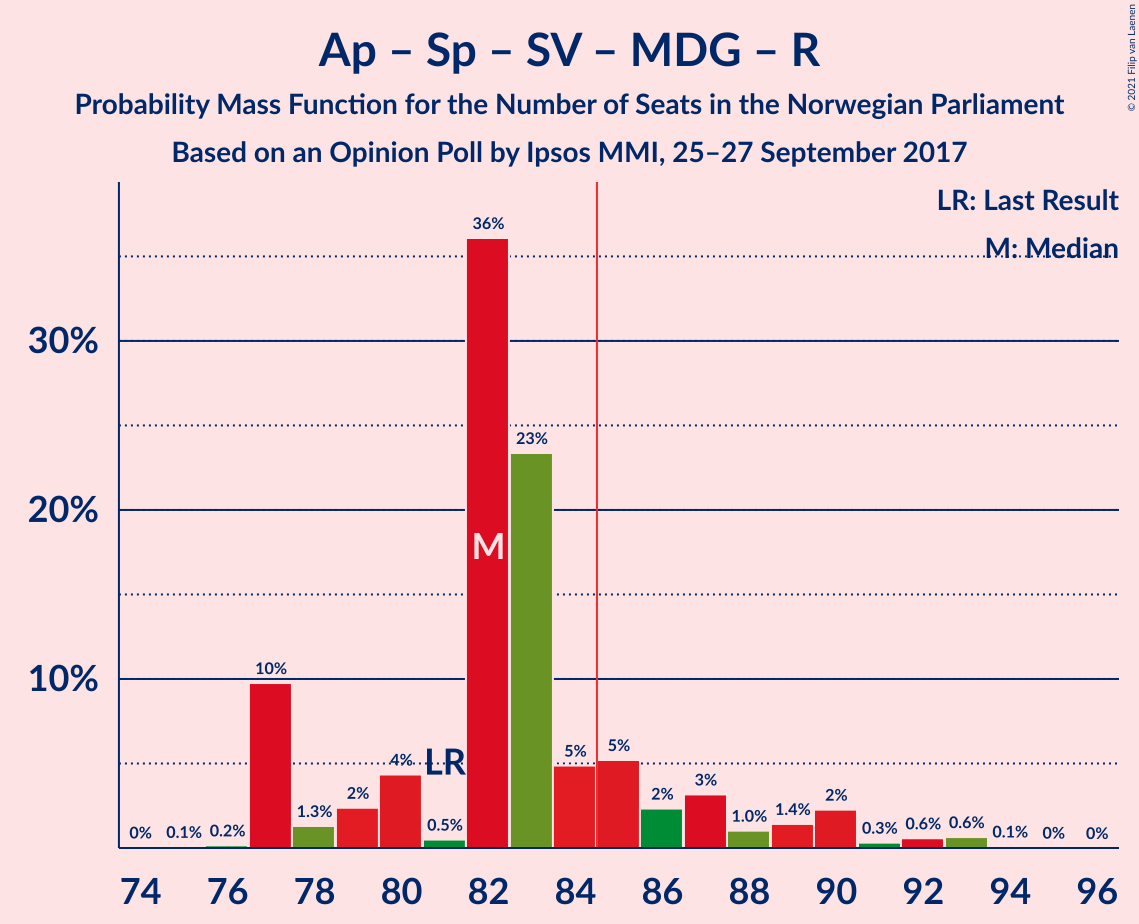 Ap – Sp – SV – MDG – R
Probability Mass Function for the Number of Seats in the Norwegian Parliament
Based on an Opinion Poll by Ipsos MMI, 25–27 September 2017
© 2021 Filip van Laenen
LR: Last Result
M: Median
30%
20%
10%
0% 0.1% 0.2% 10% 1.3% 2% 4% 0.5% 36% 23% 5% 5% 2% 3% 1.0% 1.4% 2% 0.3% 0.6% 0.6% 0.1% 0% 0%
LR
M
74 76 78 80 82 84 86 88 90 92 94 96